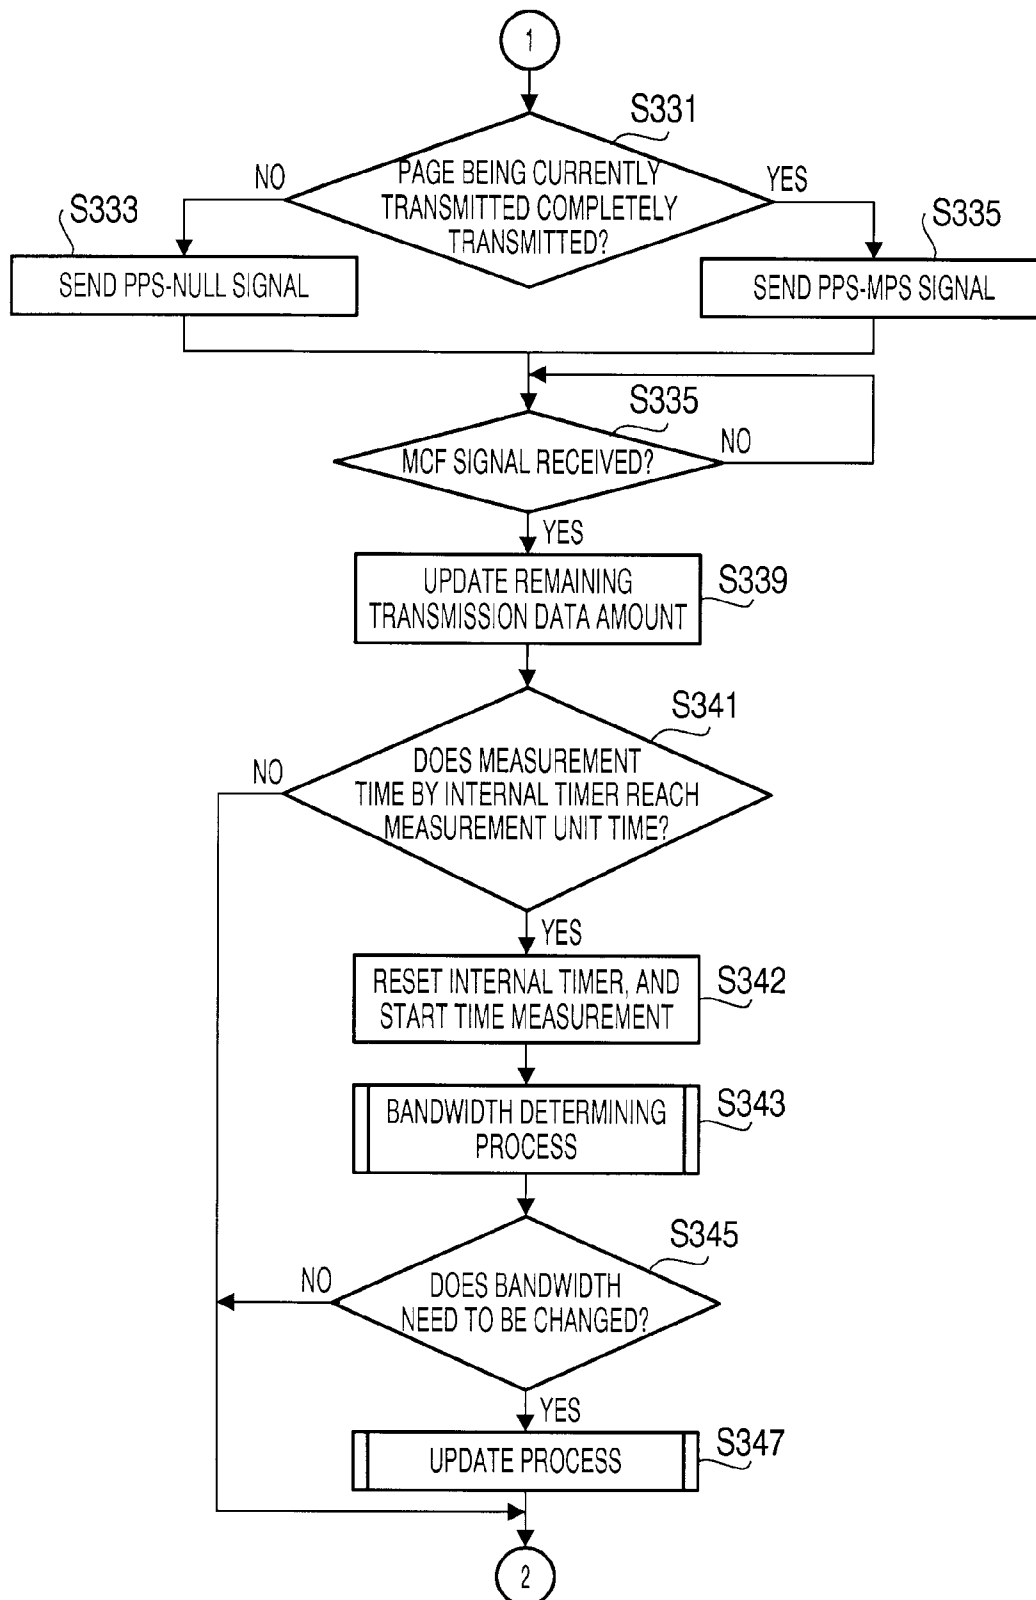 1
S331
PAGE BEING CURRENTLY
TRANSMITTED COMPLETELY
TRANSMITTED?
NO
YES
S333
SEND PPS-NULL SIGNAL
S335
SEND PPS-MPS SIGNAL
S335
MCF SIGNAL RECEIVED?
NO
YES
UPDATE REMAINING
TRANSMISSION DATA AMOUNT
S339
S341
DOES MEASUREMENT
TIME BY INTERNAL TIMER REACH
MEASUREMENT UNIT TIME?
NO
YES
RESET INTERNAL TIMER, AND
START TIME MEASUREMENT
S342
BANDWIDTH DETERMINING
PROCESS
S343
S345
DOES BANDWIDTH
NEED TO BE CHANGED?
NO
YES
UPDATE PROCESS
S347
2